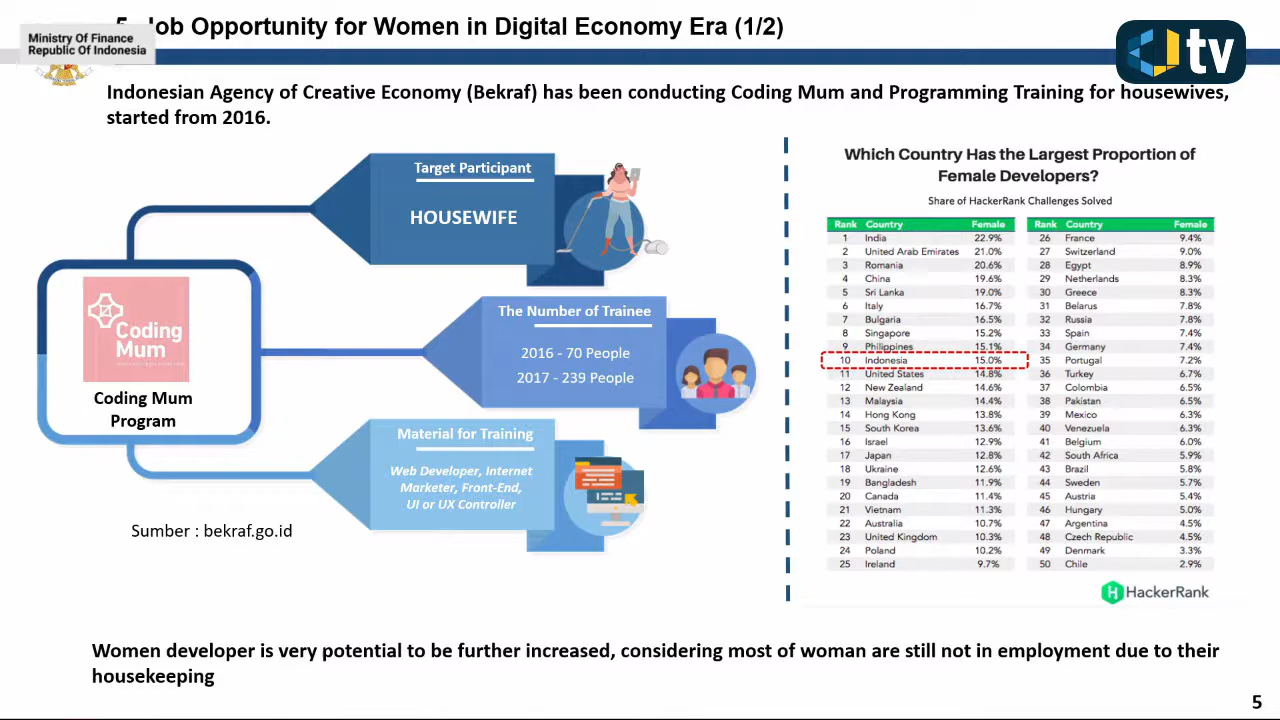 5. Job Opportunity for Women in Digital Economy Era (1/2)
Ministry Of Finance
Republic Of Indonesia
tv
Indonesian Agency of Creative Economy (Bekraf) has been conducting Coding Mum and Programming Training for housewives,
started from 2016.
Target Participant
HOUSEWIFE
Coding
Mum
Coding Mum
Program
The Number of Trainee
2016 - 70 People
2017 - 239 People
Material for Training
Web Developer, Internet
Marketer, Front-End,
UI or UX Controller
Sumber : bekraf.go.id
Which Country Has the Largest Proportion of
Female Developers?
Share of HackerRank Challenges Solved
Rank Country Female Rank Country Female
1 India 22.9% 26 France 9.4%
2 United Arab Emirates 21.0% 27 Switzerland 9.0%
3 Romania 20.6% 28 Egypt 8.9%
4 China 19.6% 29 Netherlands 8.3%
5 Sri Lanka 19.0% 30 Greece 8.3%
6 Italy 16.7% 31 Belarus 7.8%
7 Bulgaria 16.5% 32 Russia 7.8%
8 Singapore 15.2% 33 Spain 7.4%
9 Philippines 15.1% 34 Germany 7.4%
10 Indonesia 15.0% 35 Portugal 7.2%
11 United States 14.8% 36 Turkey 6.7%
12 New Zealand 14.6% 37 Colombia 6.5%
13 Malaysia 14.4% 38 Pakistan 6.5%
14 Hong Kong 13.8% 39 Mexico 6.3%
15 South Korea 13.6% 40 Venezuela 6.3%
16 Israel 12.9% 41 Belgium 6.0%
17 Japan 12.8% 42 South Africa 5.9%
18 Ukraine 12.6% 43 Brazil 5.8%
19 Bangladesh 11.9% 44 Sweden 5.7%
20 Canada 11.4% 45 Austria 5.4%
21 Vietnam 11.3% 46 Hungary 5.0%
22 Australia 10.7% 47 Argentina 4.5%
23 United Kingdom 10.3% 48 Czech Republic 4.5%
24 Poland 10.2% 49 Denmark 3.3%
25 Ireland 9.7% 50 Chile 2.9%
H HackerRank
Women developer is very potential to be further increased, considering most of woman are still not in employment due to their
housekeeping
5